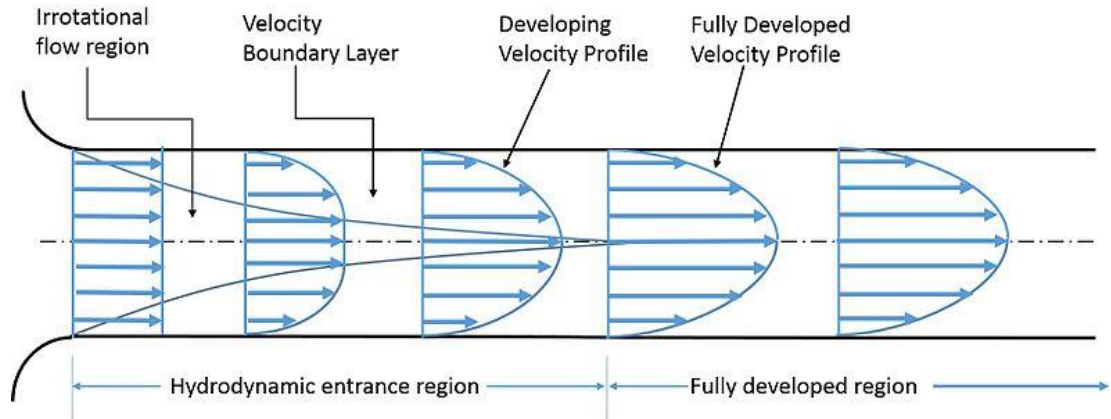 Irrotational
flow region
Velocity
Boundary Layer
Developing
Velocity Profile
Fully Developed
Velocity Profile
Hydrodynamic entrance region
Fully developed region